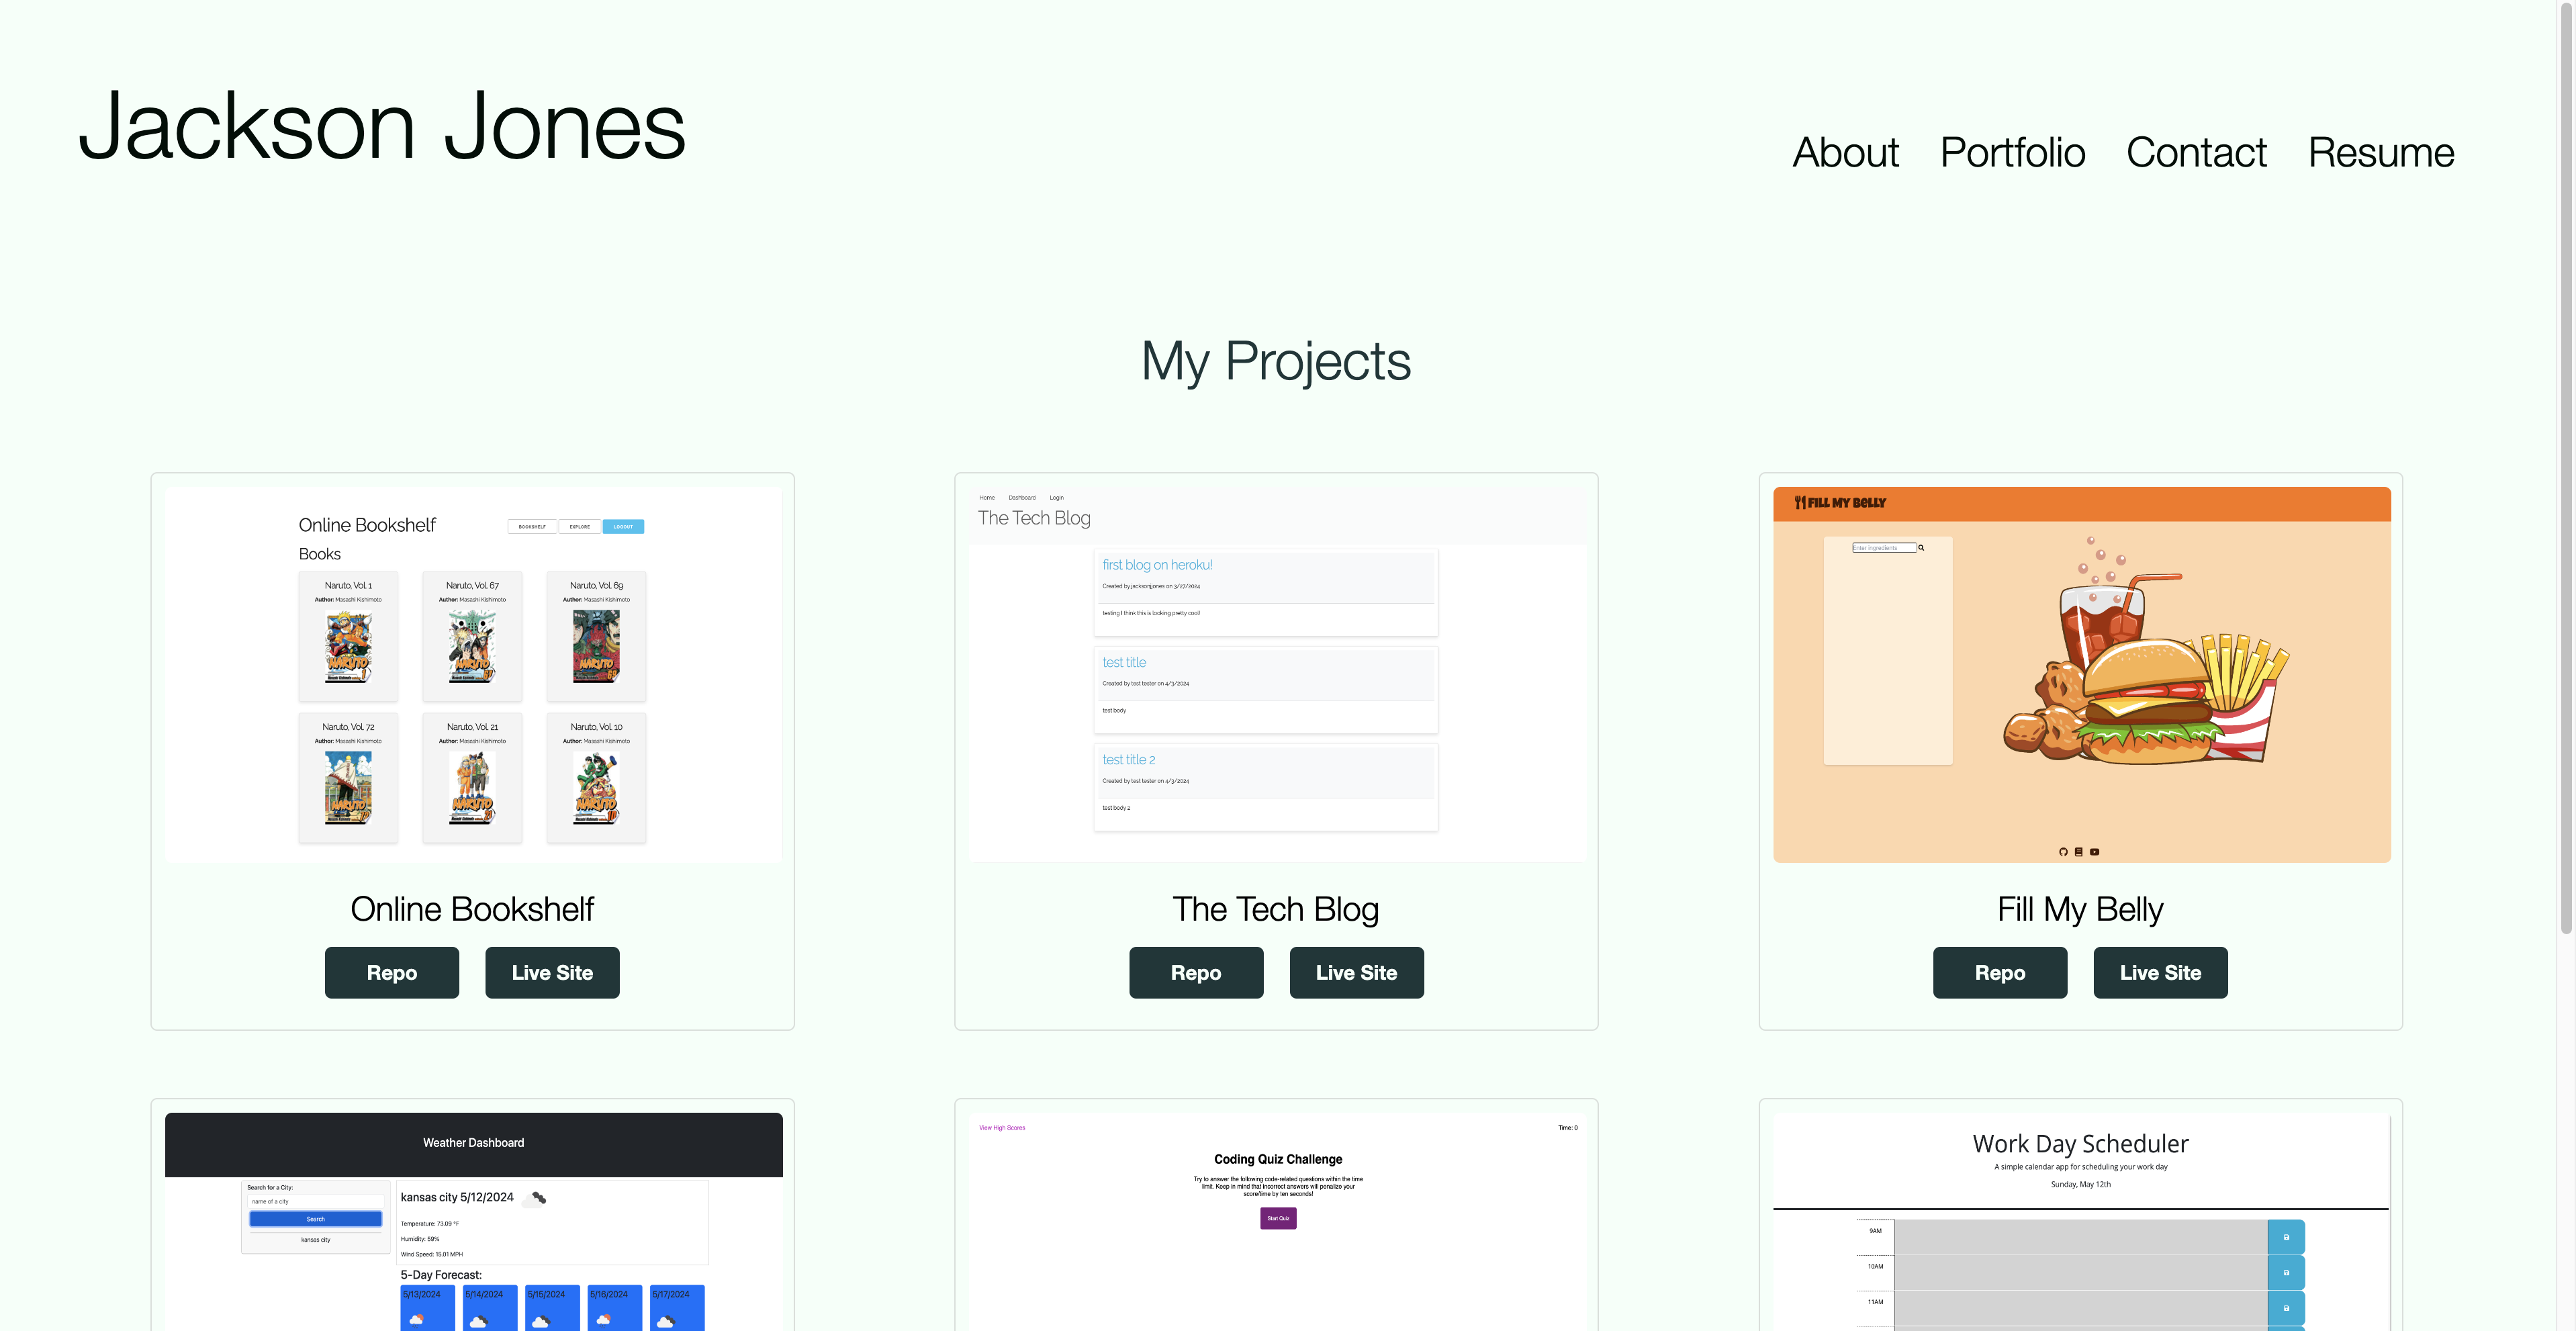 Jackson Jones
About Portfolio Contact Resume
My Projects
Online Bookshelf
BOOKSHELF EXPLORE LOGOUT
Books
Naruto, Vol. 1 Naruto, Vol. 67 Naruto, Vol. 69
Author: Masashi Kishimoto Author: Masashi Kishimoto Author: Masashi Kishimoto
NARUTO NARUTO NARUTO
Naruto, Vol. 72 Naruto, Vol. 21 Naruto, Vol. 10
Author: Masashi Kishimoto Author: Masashi Kishimoto Author: Masashi Kishimoto
NARUTO NARUTO NARUTO
Online Bookshelf
Repo Live Site
Home Dashboard Login
The Tech Blog
first blog on heroku!
Created by jacksonjjones on 3/27/2024
testing I think this is looking pretty cool!
test title
Created by test tester on 4/3/2024
test body
test title 2
Created by test tester on 4/3/2024
test body 2
The Tech Blog
Repo Live Site
FILL MY BELLY
Enter ingredients
Fill My Belly
Repo Live Site
Weather Dashboard
Search for a City:
name of a city
Search
kansas city
kansas city 5/12/2024
Temperature: 73.09 °F
Humidity: 59%
Wind Speed: 15.01 MPH
5-Day Forecast:
5/13/2024 5/14/2024 5/15/2024 5/16/2024 5/17/2024
View High Scores Time: 0
Coding Quiz Challenge
Try to answer the following code-related questions within the time
limit. Keep in mind that incorrect answers will penalize your
score/time by ten seconds!
Start Quiz
Work Day Scheduler
A simple calendar app for scheduling your work day
Sunday, May 12th
9AM
10AM
11AM